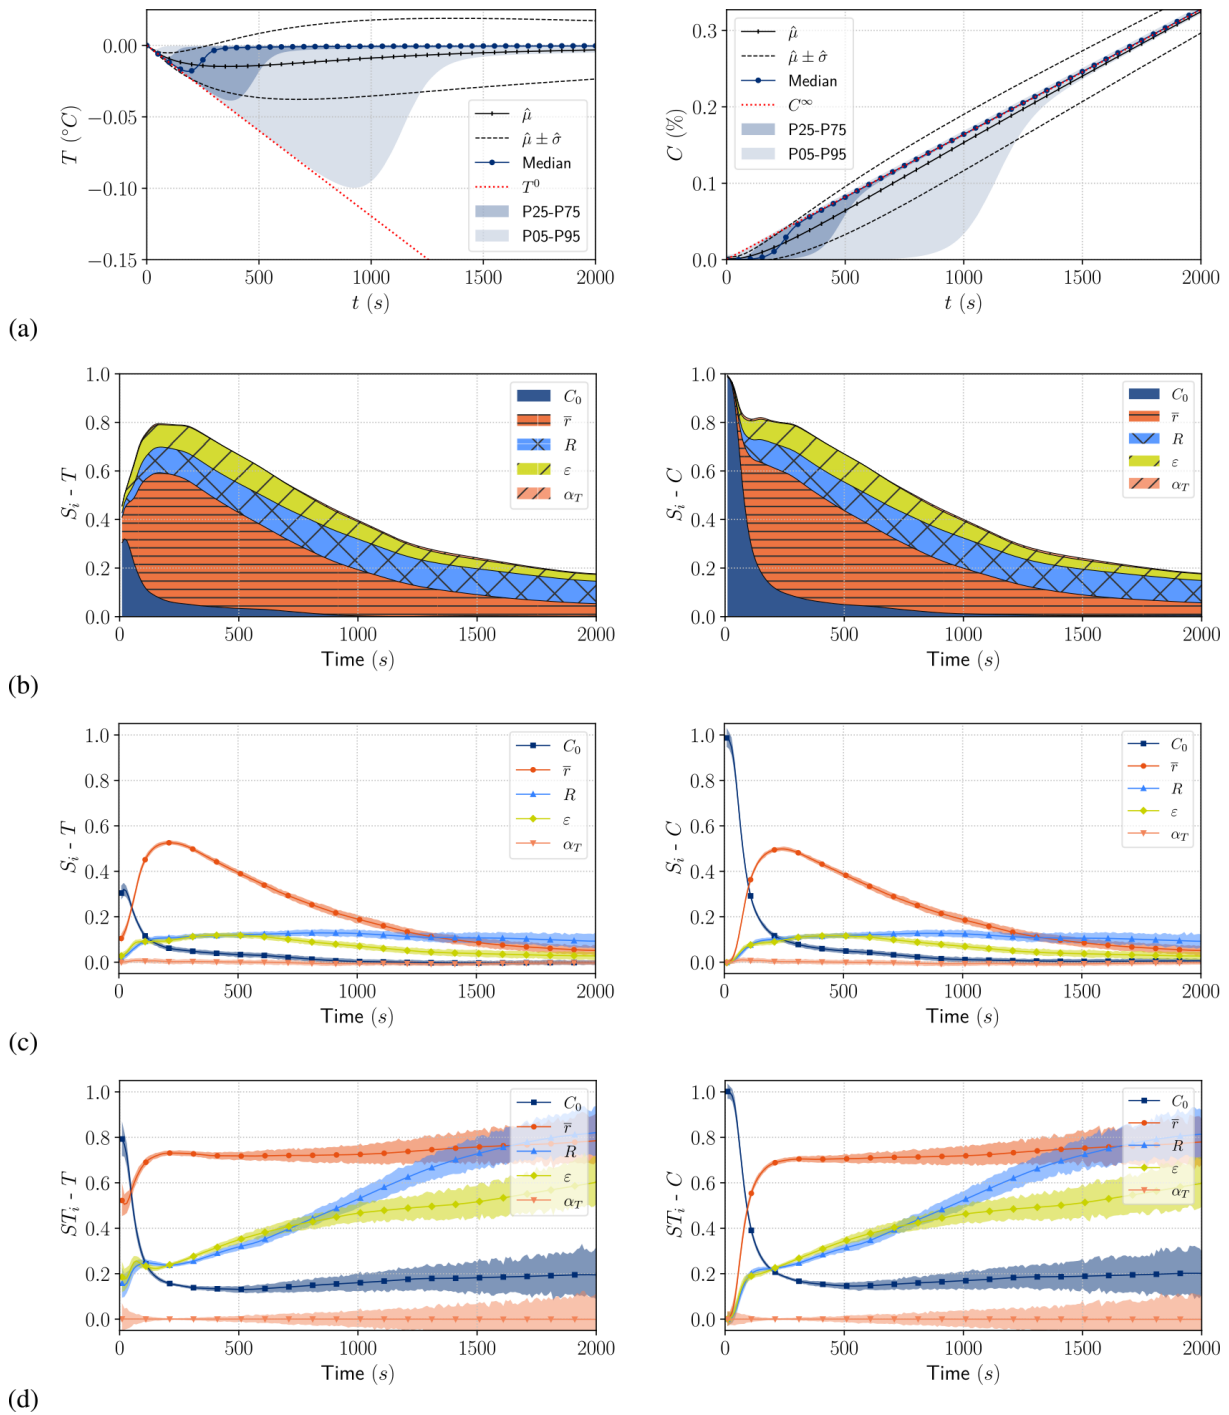 0.00
−0.05
−0.10
−0.15
T (°C)
0
500
1000
1500
2000
t (s)
μ̂
μ̂ ± σ̂
Median
T⁰
P25-P75
P05-P95
0.3
0.2
0.1
0.0
C (%)
0
500
1000
1500
2000
t (s)
μ̂
μ̂ ± σ̂
Median
C^∞
P25-P75
P05-P95
(a)
1.0
0.8
0.6
0.4
0.2
0.0
S_i - T
0
500
1000
1500
2000
Time (s)
C₀
r̅
R
ε
α_T
1.0
0.8
0.6
0.4
0.2
0.0
S_i - C
0
500
1000
1500
2000
Time (s)
C₀
r̅
R
ε
α_T
(b)
1.0
0.8
0.6
0.4
0.2
0.0
S_i - T
0
500
1000
1500
2000
Time (s)
C₀
r̅
R
ε
α_T
1.0
0.8
0.6
0.4
0.2
0.0
S_i - C
0
500
1000
1500
2000
Time (s)
C₀
r̅
R
ε
α_T
(c)
1.0
0.8
0.6
0.4
0.2
0.0
ST_i - T
0
500
1000
1500
2000
Time (s)
C₀
r̅
R
ε
α_T
1.0
0.8
0.6
0.4
0.2
0.0
ST_i - C
0
500
1000
1500
2000
Time (s)
C₀
r̅
R
ε
α_T
(d)